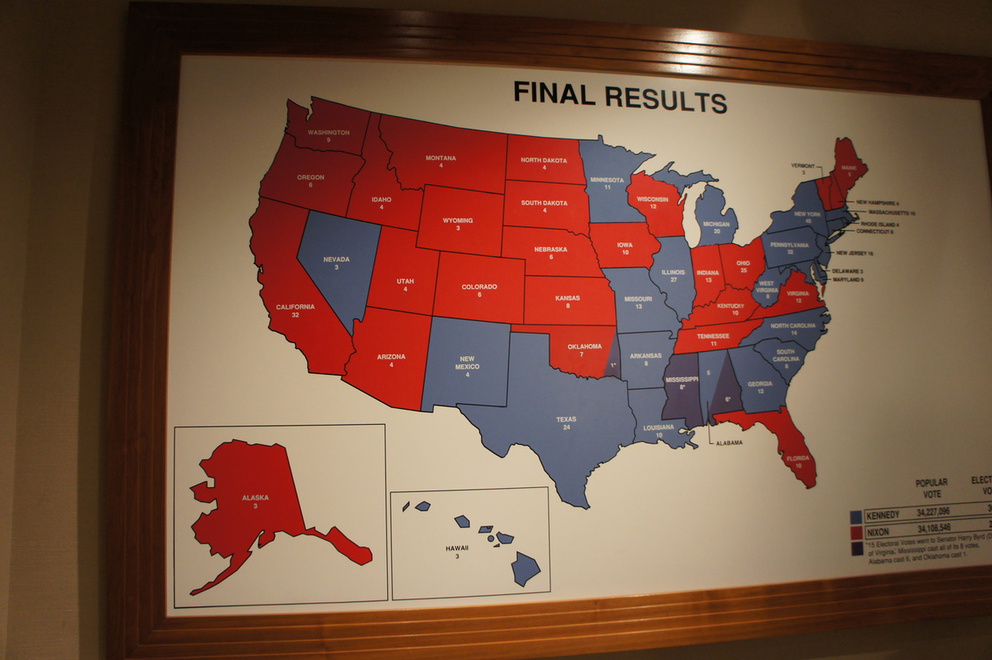 FINAL RESULTS
WASHINGTON
9
OREGON
6
CALIFORNIA
32
IDAHO
4
NEVADA
3
MONTANA
4
WYOMING
3
UTAH
4
COLORADO
6
ARIZONA
4
NEW
MEXICO
4
NORTH DAKOTA
4
SOUTH DAKOTA
4
NEBRASKA
6
KANSAS
8
OKLAHOMA
7
1*
TEXAS
24
MINNESOTA
11
IOWA
10
MISSOURI
13
ARKANSAS
8
LOUISIANA
10
WISCONSIN
12
ILLINOIS
27
MICHIGAN
20
INDIANA
13
OHIO
25
KENTUCKY
10
TENNESSEE
11
MISSISSIPPI
8*
5
6*
ALABAMA
GEORGIA
12
FLORIDA
10
SOUTH
CAROLINA
8
NORTH CAROLINA
14
VIRGINIA
12
WEST
VIRGINIA
8
PENNSYLVANIA
32
NEW YORK
45
VERMONT
3
MAINE
5
NEW HAMPSHIRE 4
MASSACHUSETTS 16
RHODE ISLAND 4
CONNECTICUT 8
NEW JERSEY 16
DELAWARE 3
MARYLAND 9
ALASKA
3
HAWAII
3
POPULAR
VOTE
KENNEDY 34,227,096
NIXON 34,108,546
*15 Electoral Votes went to Senator Harry Byrd
of Virginia. Mississippi cast all of its 8 votes,
Alabama cast 6, and Oklahoma cast 1.